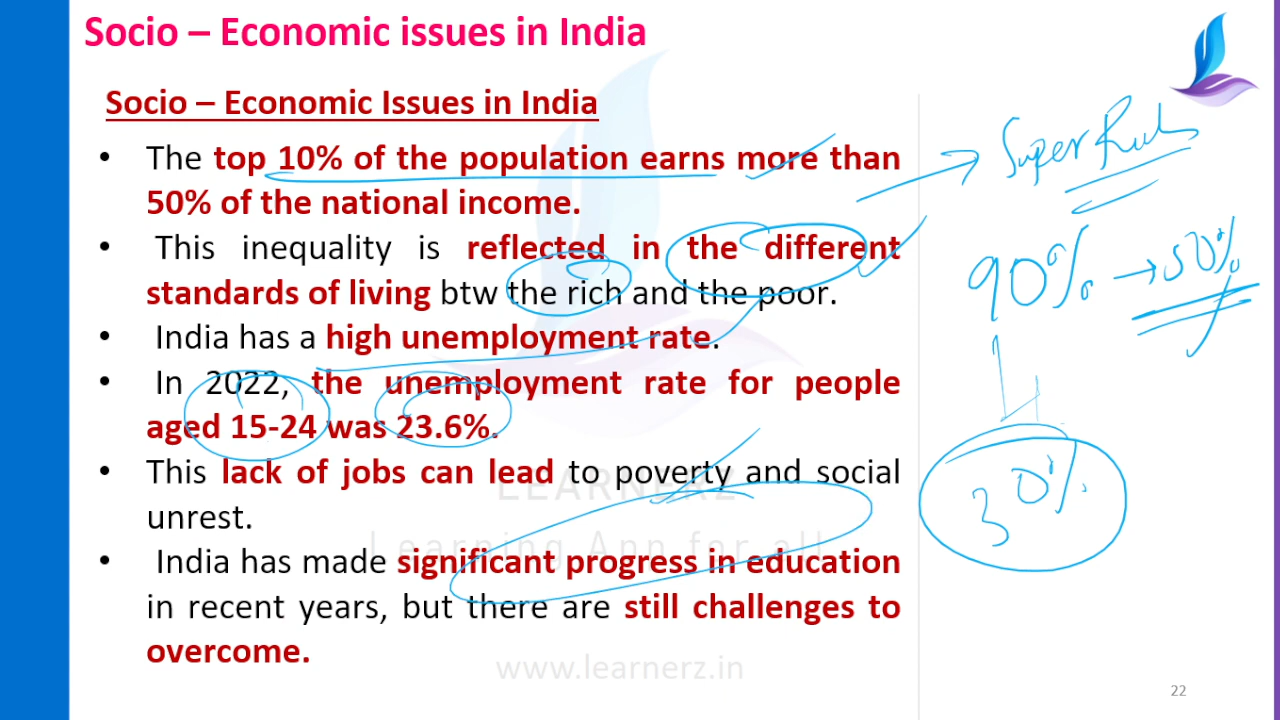 Socio – Economic issues in India
Socio – Economic Issues in India
• The top 10% of the population earns more than
50% of the national income.
• This inequality is reflected in the different
standards of living btw the rich and the poor.
• India has a high unemployment rate.
• In 2022, the unemployment rate for people
aged 15-24 was 23.6%.
• This lack of jobs can lead to poverty and social
unrest.
• India has made significant progress in education
in recent years, but there are still challenges to
overcome.
Super Rich
90% → 50%
30%
LEARNERZ
Learning App for all
www.learnerz.in
22